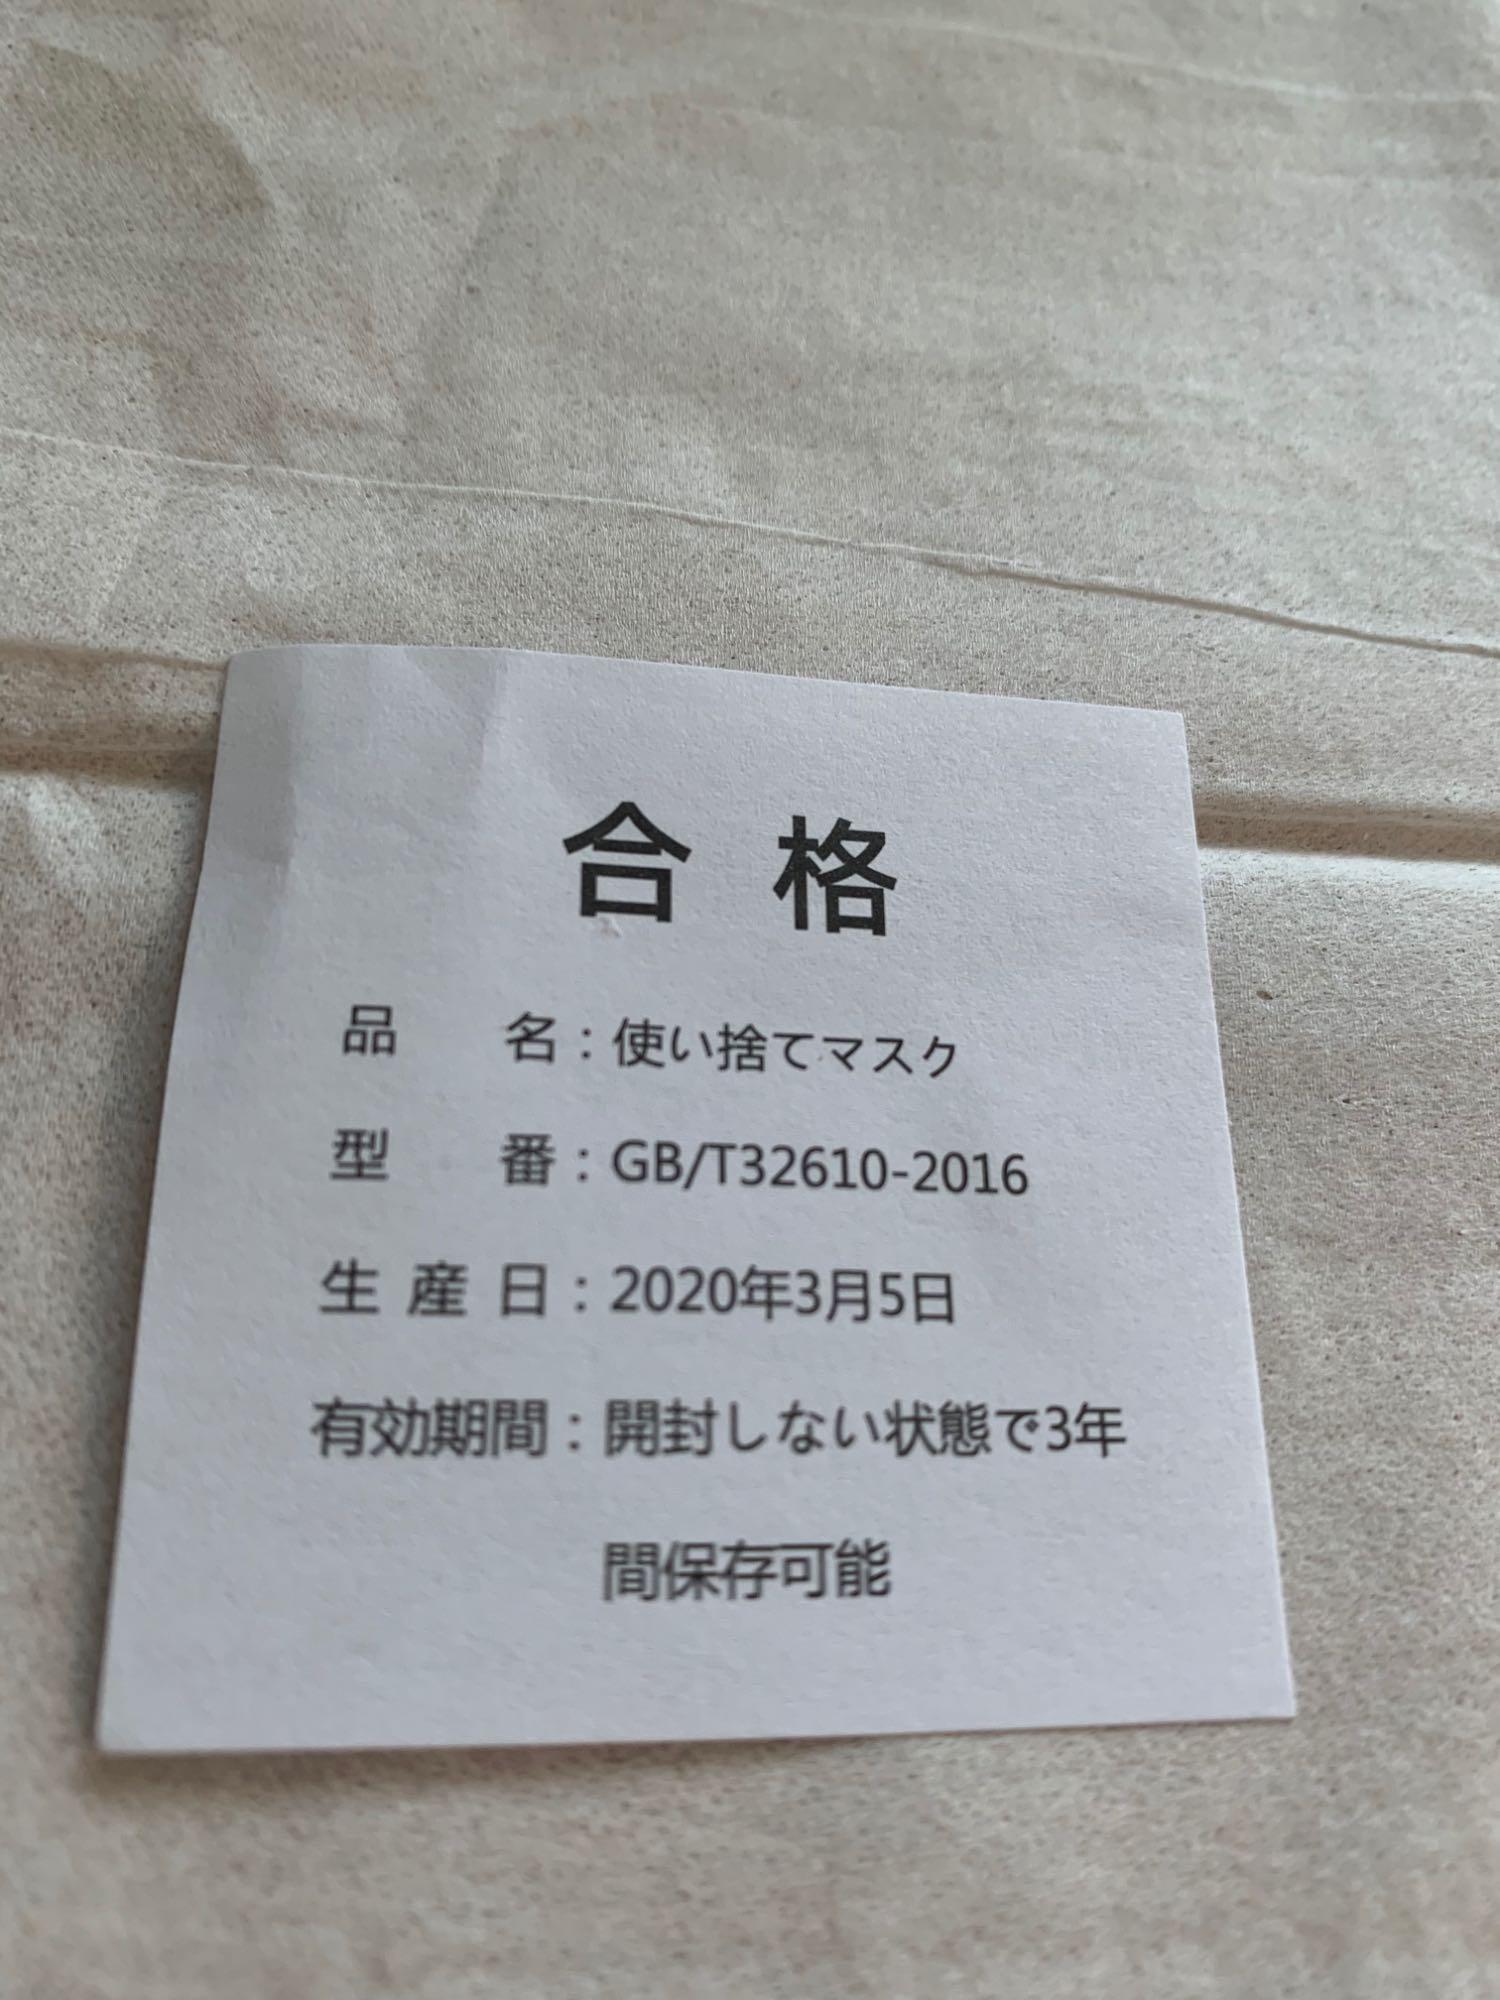 合格
品名：使い捨てマスク
型番：GB/T32610-2016
生産日：2020年3月5日
有効期間：開封しない状態で3年
間保存可能